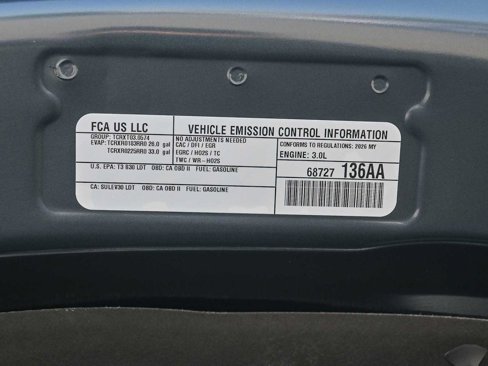 FCA US LLC
VEHICLE EMISSION CONTROL INFORMATION
GROUP: TCRXT03.0574
EVAP: TCRXR0183RR0 26.0 gal
TCRXR0225RR0 33.0 gal
NO ADJUSTMENTS NEEDED
CAC / DFI / EGR
EGRC / HO2S / TC
TWC / WR-HO2S
CONFORMS TO REGULATIONS: 2026 MY
ENGINE: 3.0L
U.S. EPA: T3 B30 LDT OBD: CA OBD II FUEL: GASOLINE
CA: SULEV30 LDT OBD: CA OBD II FUEL: GASOLINE
68727 136AA